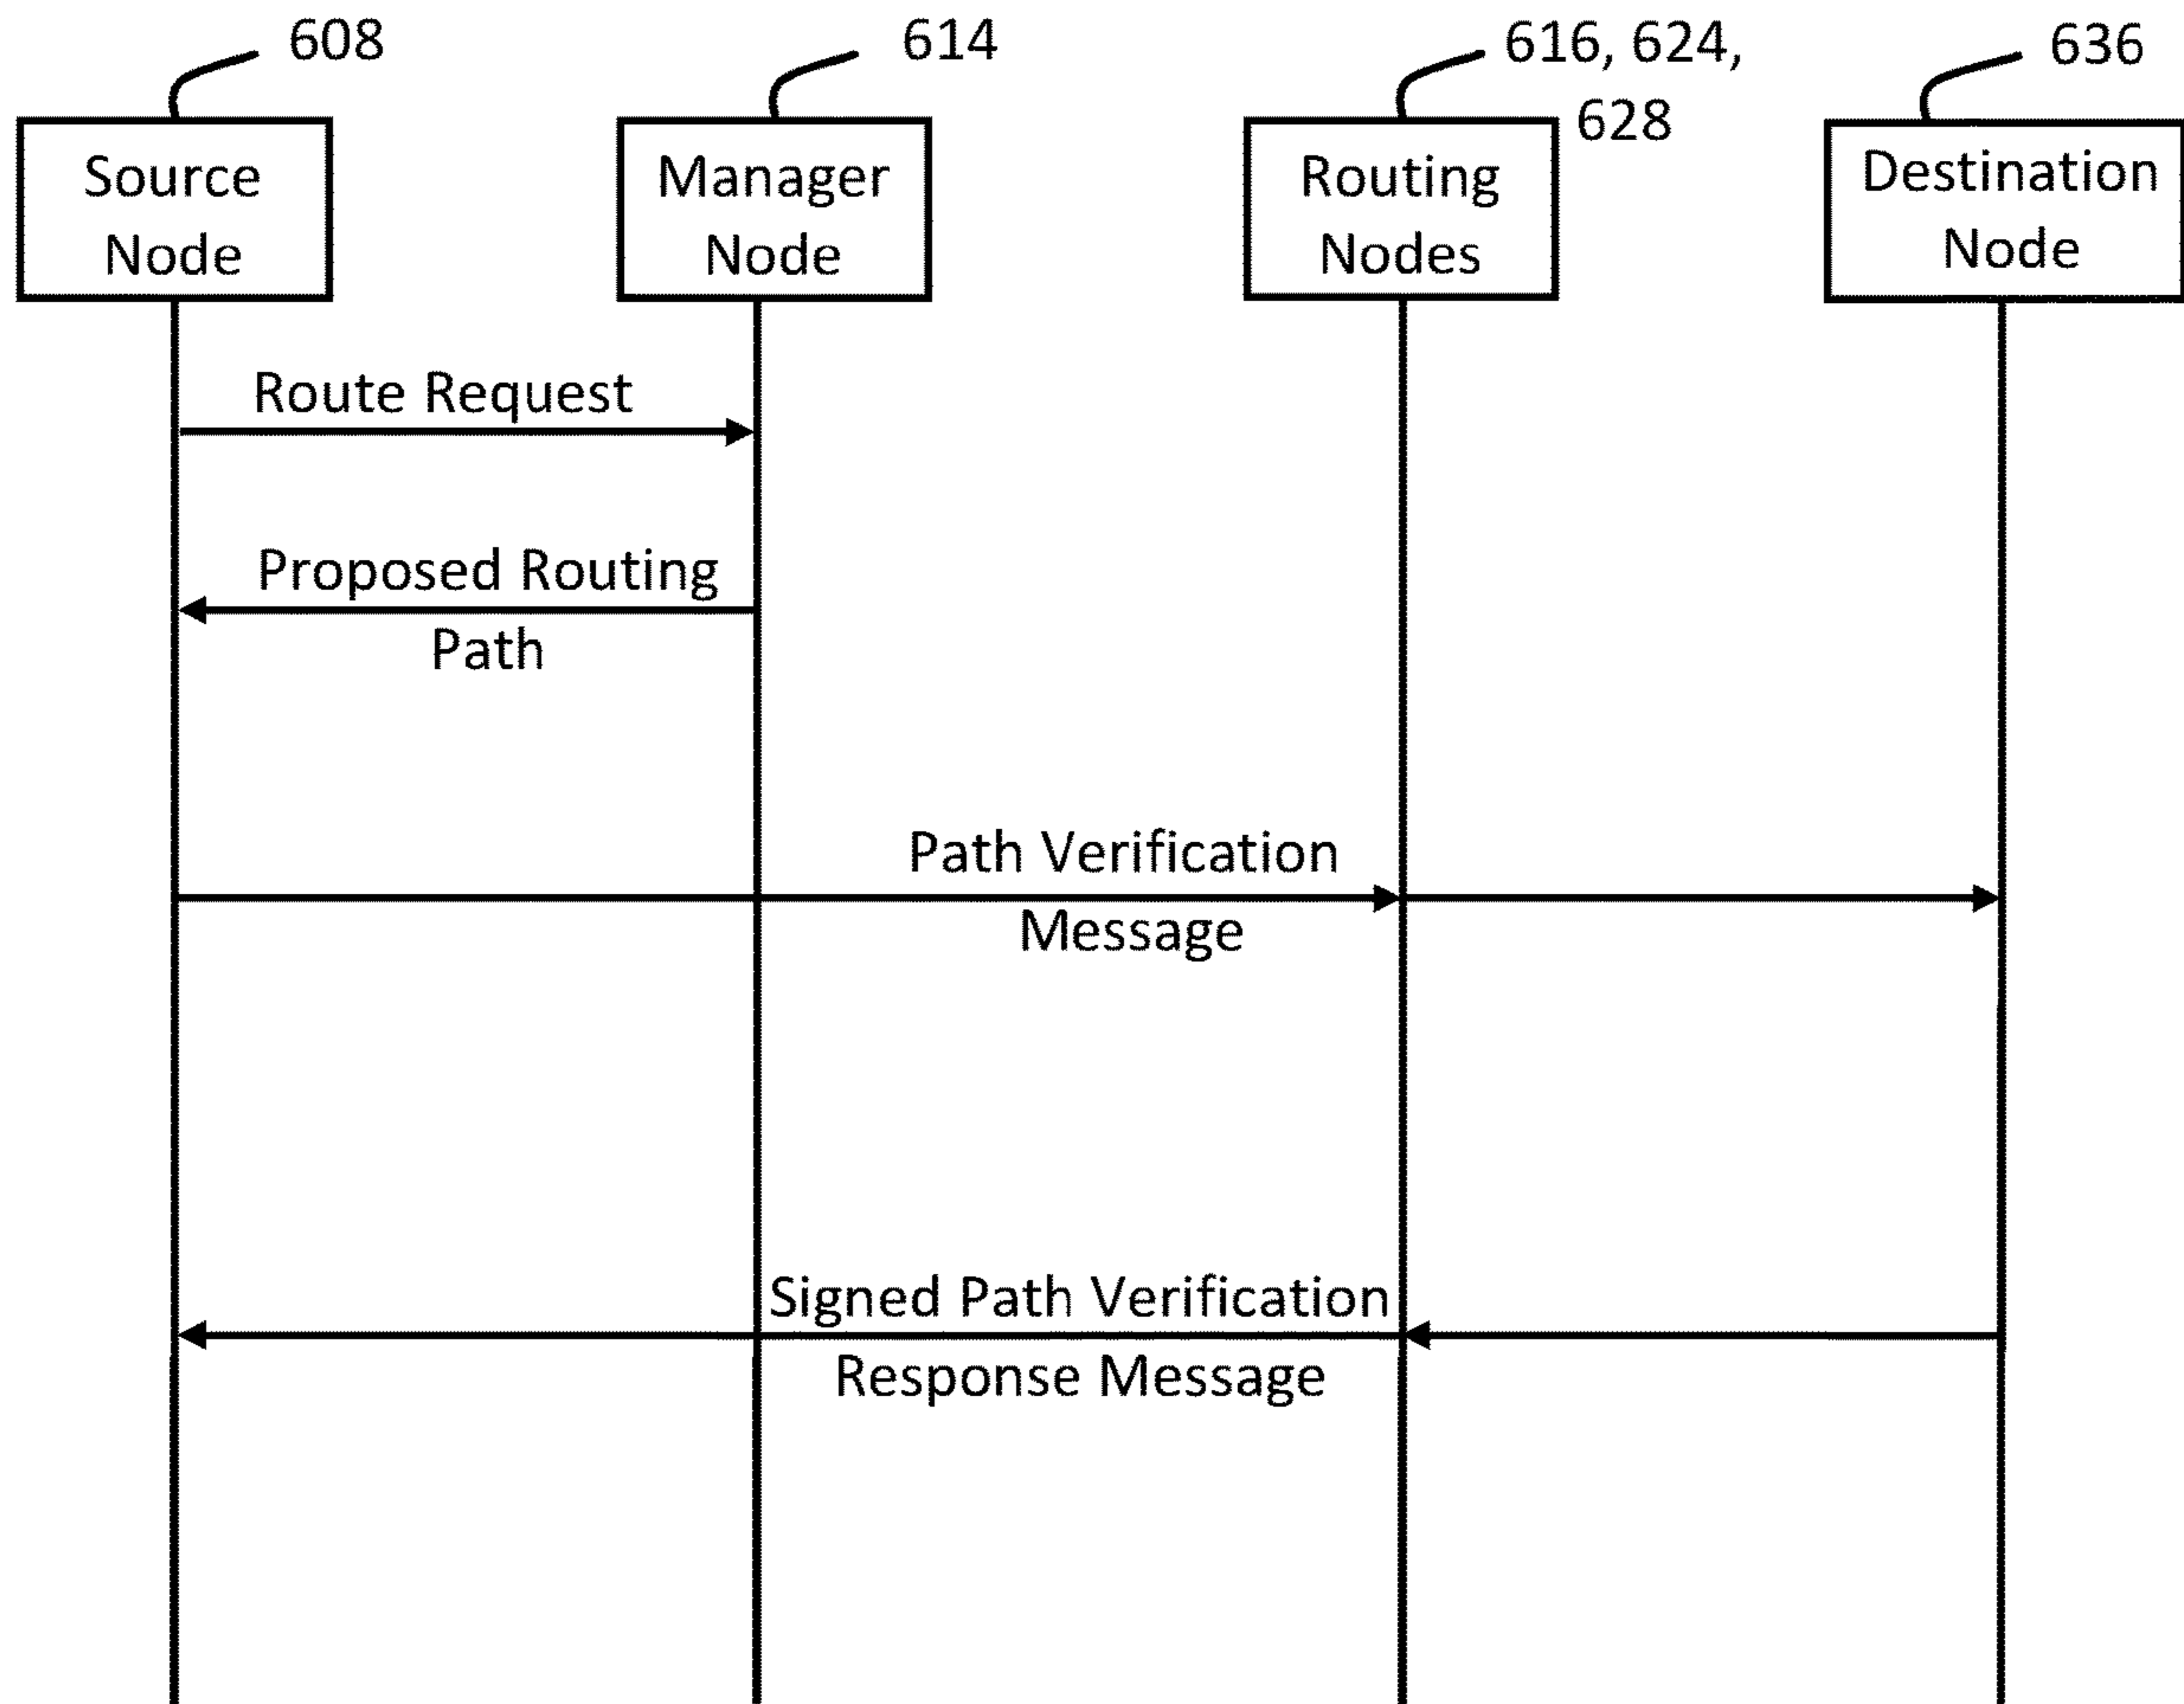 608
614
616, 624,
628
636
Source
Node
Manager
Node
Routing
Nodes
Destination
Node
Route Request
Proposed Routing
Path
Path Verification
Message
Signed Path Verification
Response Message